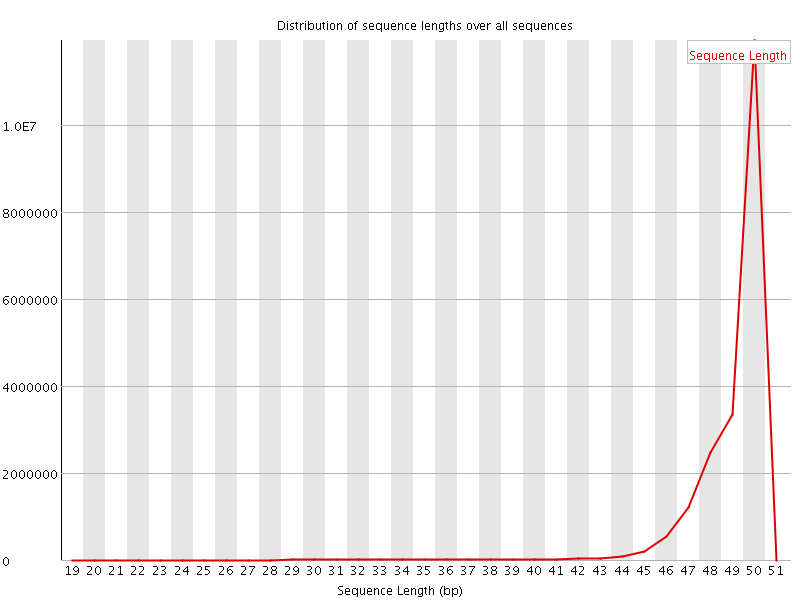 Distribution of sequence lengths over all sequences
Sequence Length
1.0E7
8000000
6000000
4000000
2000000
0
19 20 21 22 23 24 25 26 27 28 29 30 31 32 33 34 35 36 37 38 39 40 41 42 43 44 45 46 47 48 49 50 51
Sequence Length (bp)